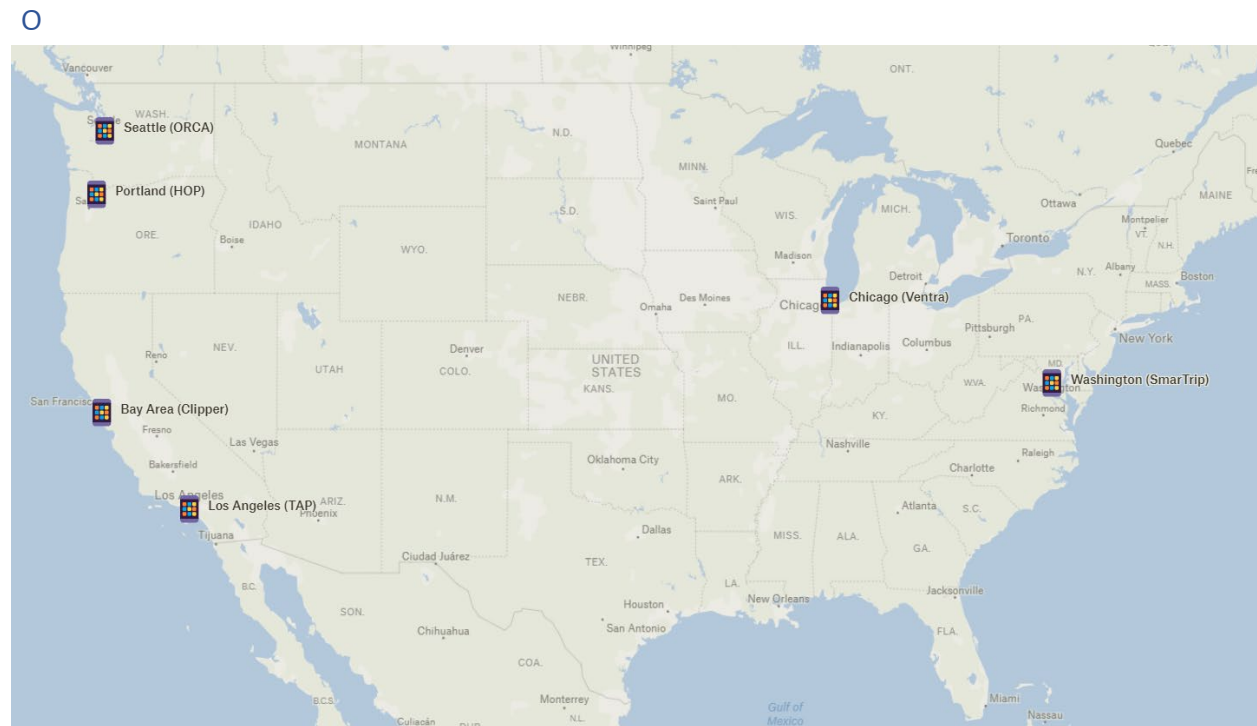 O
Winnipeg
ONT.
Vancouver
WASH.
Seattle (ORCA)
MONTANA
N.D.
MINN.
Quebec
Portland (HOP)
Saint Paul
Ottawa
MAINE
S.D.
WIS.
MICH.
Montpelier
VT.
N.H.
IDAHO
ORE.
Boise
WYO.
Toronto
Madison
Detroit
N.Y.
Albany
Boston
MASS.
NEBR.
Omaha
Des Moines
Chicago (Ventra)
PA.
Pittsburgh
New York
NEV.
Reno
UTAH
Denver
COLO.
UNITED
STATES
KANS.
ILL.
Indianapolis
Columbus
MD.
Washington (SmarTrip)
W.VA.
Richmond
MO.
KY.
San Francisco
Bay Area (Clipper)
Fresno
Las Vegas
Bakersfield
Nashville
Raleigh
Charlotte
Oklahoma City
ARK.
Los Angeles
Los Angeles (TAP)
ARIZ.
Phoenix
N.M.
Atlanta
S.C.
Tijuana
Dallas
MISS.
ALA.
GA.
Ciudad Juárez
TEX.
LA.
B.C.
Jacksonville
New Orleans
Houston
San Antonio
SON.
Chihuahua
FLA.
COA.
B.C.S.
Monterrey
N.L.
Culiacán
DUR.
Gulf of
Mexico
Miami
Nassau